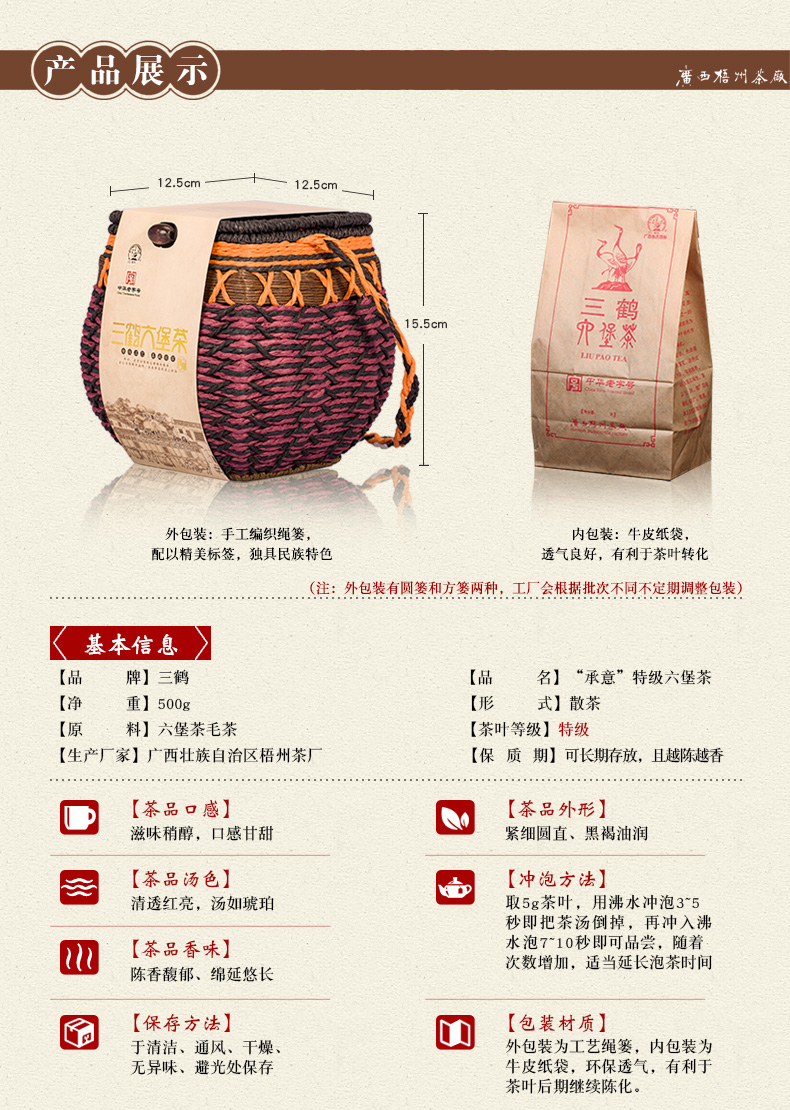 产品展示
廣西梧州茶廠
12.5cm
12.5cm
15.5cm
中华老字号
三鹤六堡茶
三鹤
六堡茶
LIU PAO TEA
中华老字号
外包装：手工编织绳篓，
配以精美标签，独具民族特色
内包装：牛皮纸袋，
透气良好，有利于茶叶转化
（注：外包装有圆篓和方篓两种，工厂会根据批次不同不定期调整包装）
基本信息
【品 牌】三鹤
【品 名】“承意”特级六堡茶
【净 重】500g
【形 式】散茶
【原 料】六堡茶毛茶
【茶叶等级】特级
【生产厂家】广西壮族自治区梧州茶厂
【保 质 期】可长期存放，且越陈越香
【茶品口感】
滋味稍醇，口感甘甜
【茶品外形】
紧细圆直、黑褐油润
【茶品汤色】
清透红亮，汤如琥珀
【冲泡方法】
取5g茶叶，用沸水冲泡3~5
秒即把茶汤倒掉，再冲入沸
水泡7~10秒即可品尝，随着
次数增加，适当延长泡茶时间
【茶品香味】
陈香馥郁、绵延悠长
【保存方法】
于清洁、通风、干燥、
无异味、避光处保存
【包装材质】
外包装为工艺绳篓，内包装为
牛皮纸袋，环保透气，有利于
茶叶后期继续陈化。